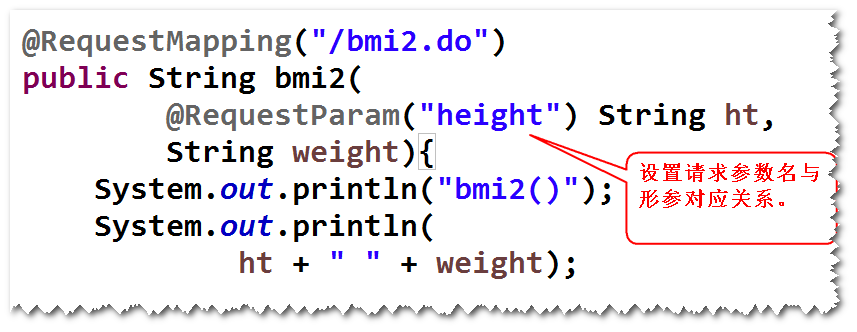 @RequestMapping("/bmi2.do")
public String bmi2(
@RequestParam("height") String ht,
String weight){
设置请求参数名与
形参对应关系。
System.out.println("bmi2()");
System.out.println(
ht + " " + weight);